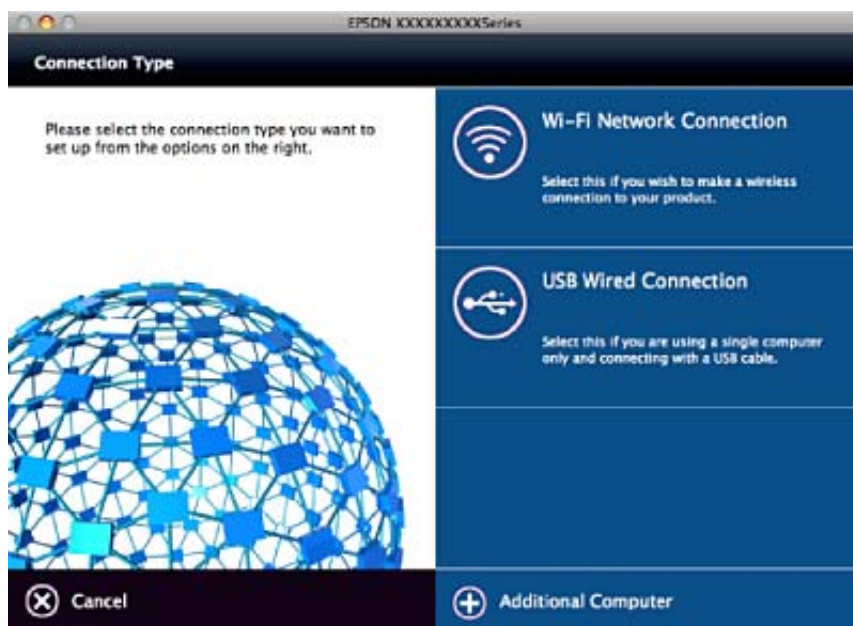 EPSON XXXXXXXXXSeries
Connection Type
Please select the connection type you want to
set up from the options on the right.
Wi-Fi Network Connection
Select this if you wish to make a wireless
connection to your product.
USB Wired Connection
Select this if you are using a single computer
only and connecting with a USB cable.
Cancel
Additional Computer